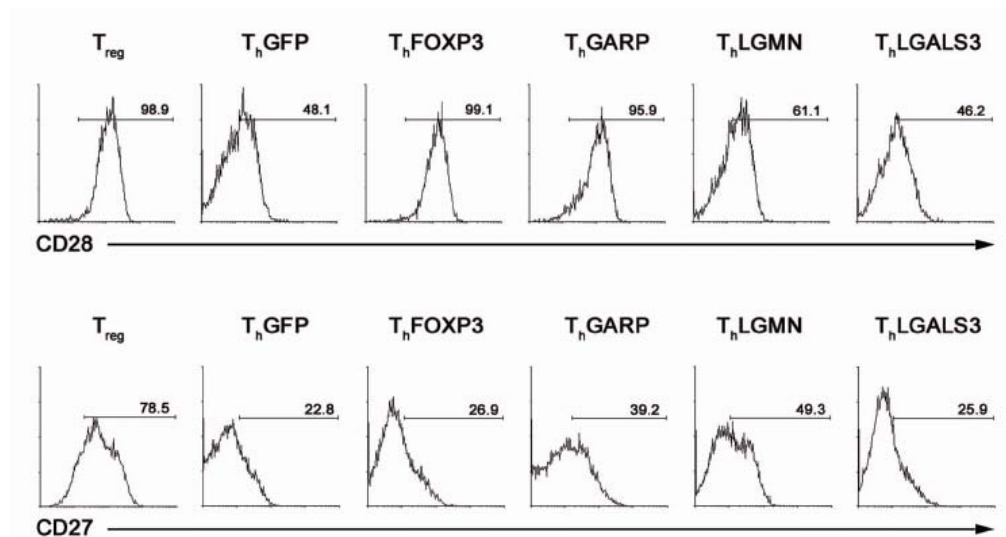 Treg ThGFP ThFOXP3 ThGARP ThLGMN ThLGALS3
98.9 48.1 99.1 95.9 61.1 46.2
CD28
Treg ThGFP ThFOXP3 ThGARP ThLGMN ThLGALS3
78.5 22.8 26.9 39.2 49.3 25.9
CD27